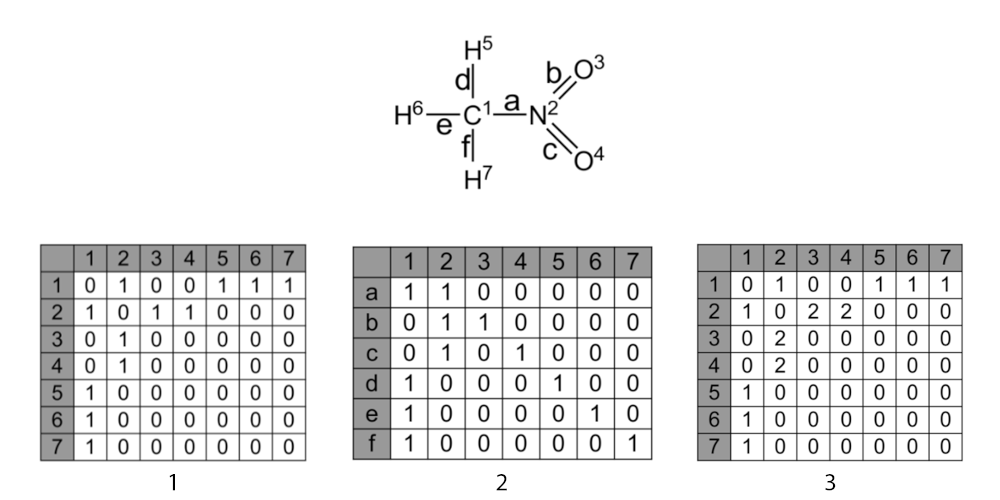 H⁵
d b O³
H⁶ C¹ a N²
e
f c O⁴
H⁷
1 2 3 4 5 6 7
1 0 1 0 0 1 1 1
2 1 0 1 1 0 0 0
3 0 1 0 0 0 0 0
4 0 1 0 0 0 0 0
5 1 0 0 0 0 0 0
6 1 0 0 0 0 0 0
7 1 0 0 0 0 0 0
1
1 2 3 4 5 6 7
a 1 1 0 0 0 0 0
b 0 1 1 0 0 0 0
c 0 1 0 1 0 0 0
d 1 0 0 0 1 0 0
e 1 0 0 0 0 1 0
f 1 0 0 0 0 0 1
2
1 2 3 4 5 6 7
1 0 1 0 0 1 1 1
2 1 0 2 2 0 0 0
3 0 2 0 0 0 0 0
4 0 2 0 0 0 0 0
5 1 0 0 0 0 0 0
6 1 0 0 0 0 0 0
7 1 0 0 0 0 0 0
3